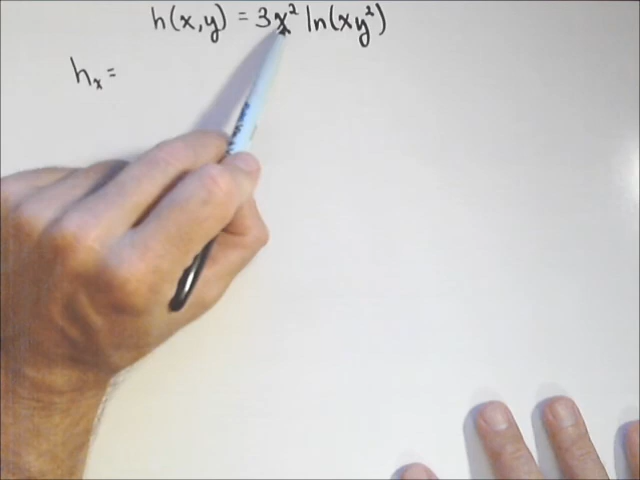 h(x,y) = 3x² ln(xy²)
hₓ =